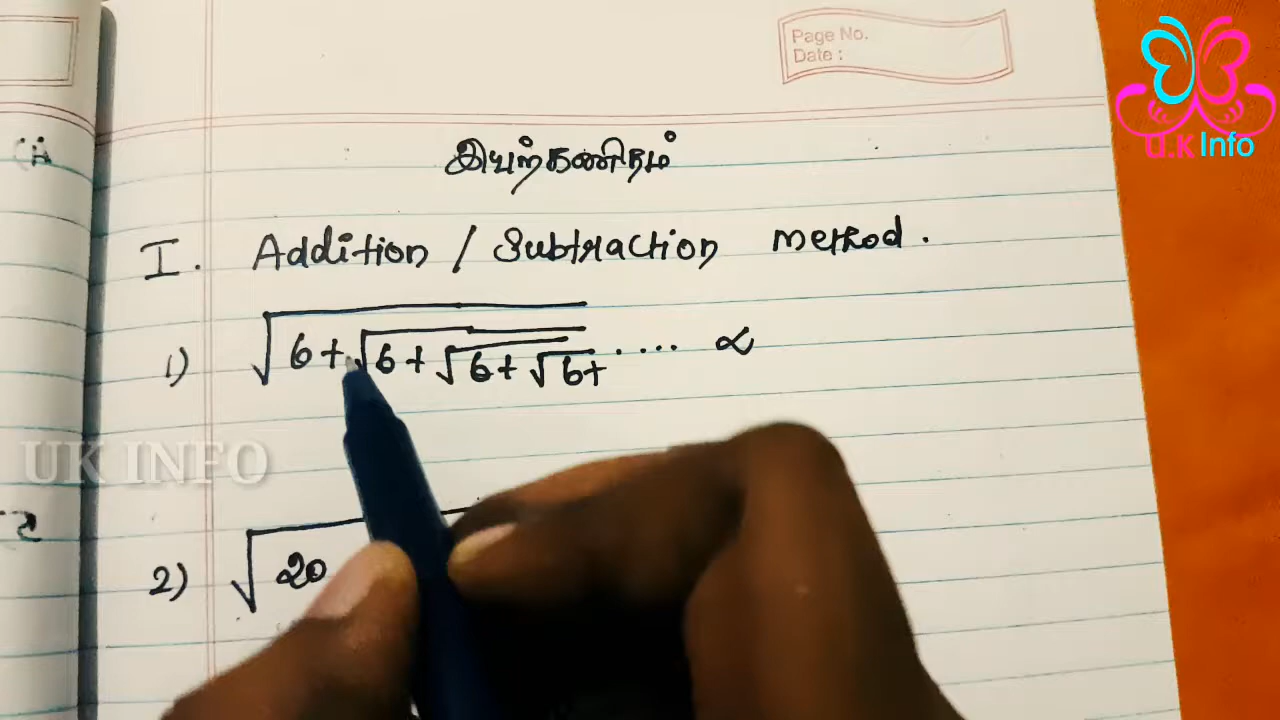 Page No.
Date :
U.K Info
இயற்கணிதம்
I. Addition / Subtraction method.
1) √6+√6+√6+√6+ .... ∝
UK INFO
2) √20